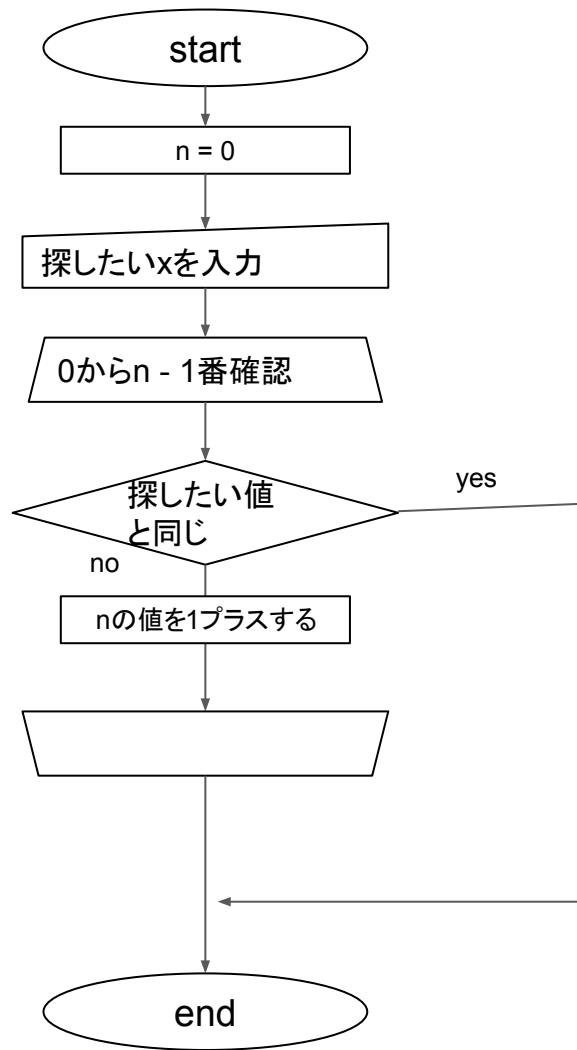 start
n = 0
探したいxを入力
0からn - 1番確認
yes
探したい値
と同じ
no
nの値を1プラスする
end